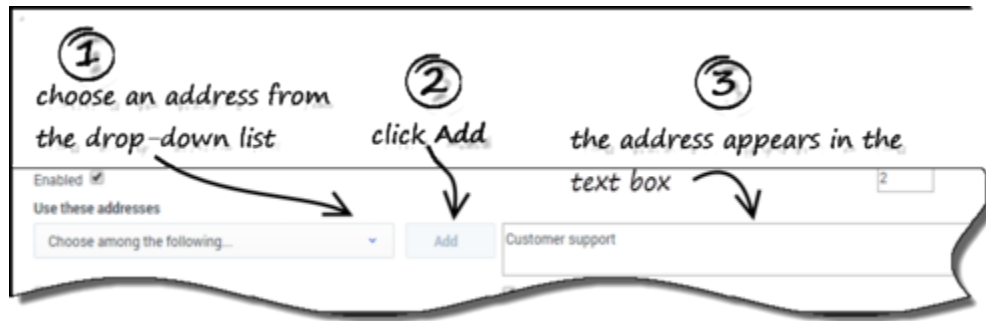 1
choose an address from
the drop-down list
2
click Add
3
the address appears in the
text box
Enabled
2
Use these addresses
Choose among the following...
Add
Customer support